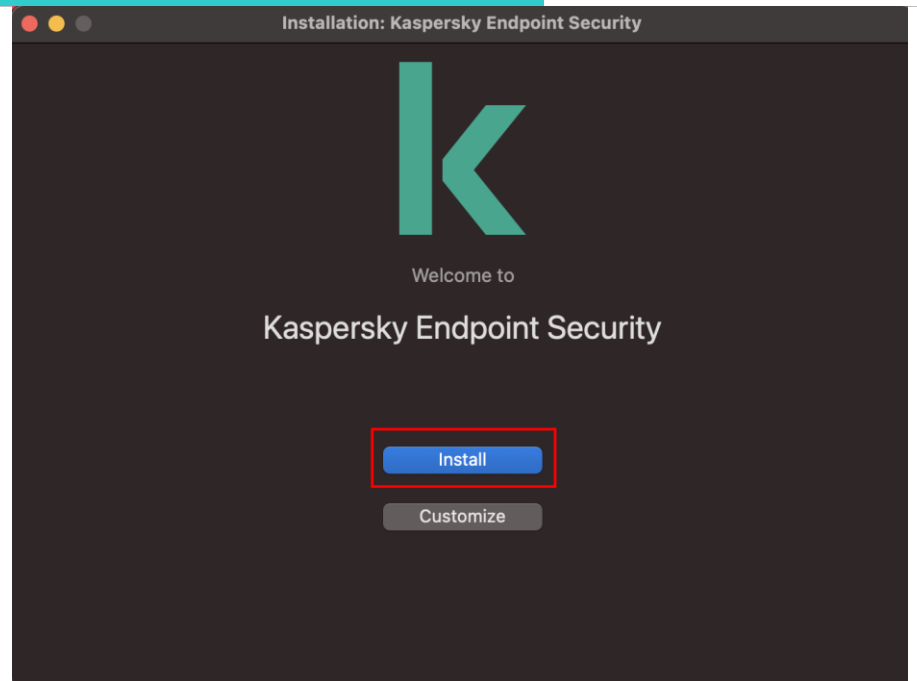 Installation: Kaspersky Endpoint Security
k
Welcome to
Kaspersky Endpoint Security
Install
Customize